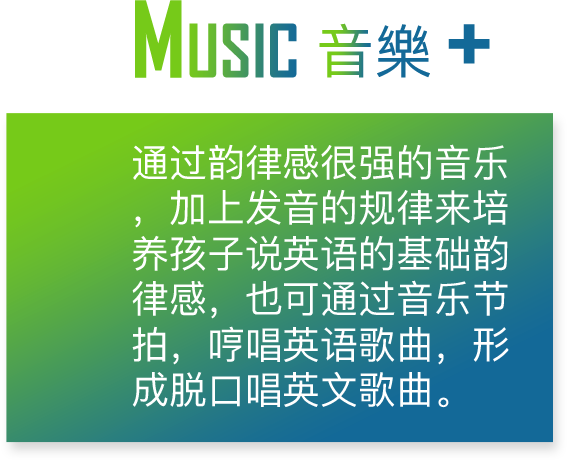 MUSIC 音樂 +
通过韵律感很强的音乐
，加上发音的规律来培
养孩子说英语的基础韵
律感，也可通过音乐节
拍，哼唱英语歌曲，形
成脱口唱英文歌曲。